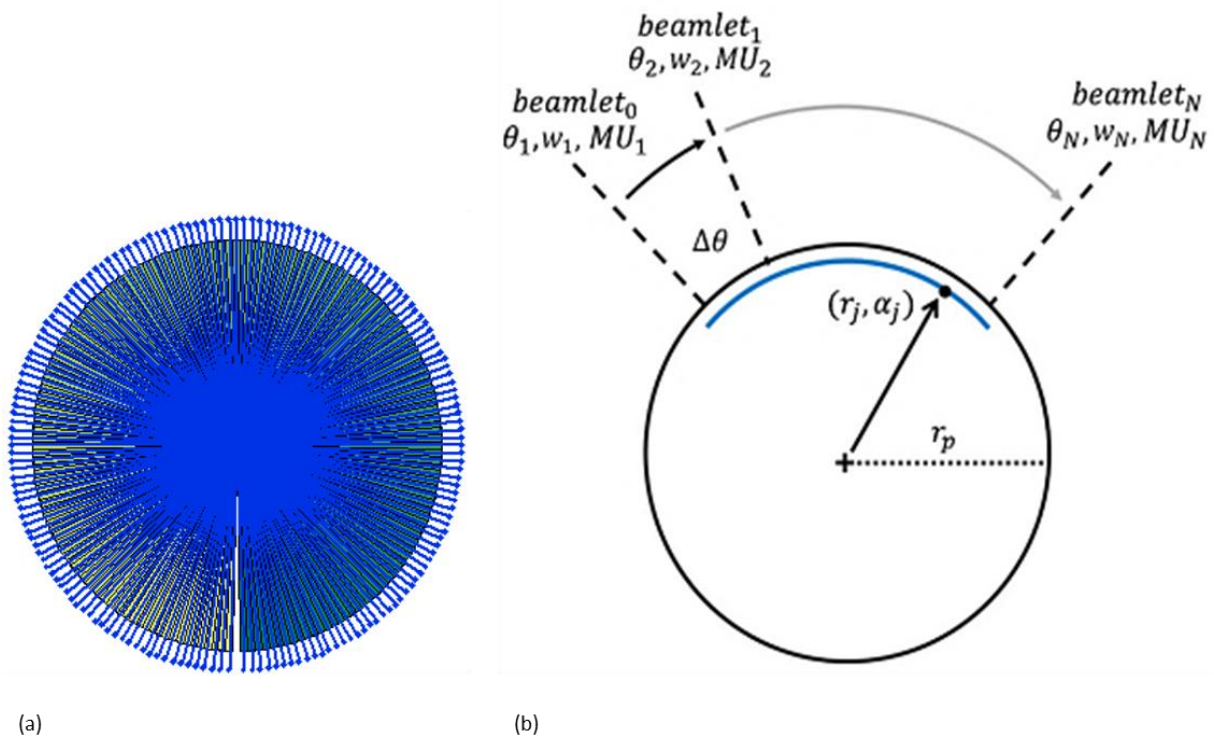 beamlet₁
θ₂, w₂, MU₂
beamlet₀
θ₁, w₁, MU₁
beamlet_N
θ_N, w_N, MU_N
Δθ
(r_j, α_j)
r_p
(a)
(b)